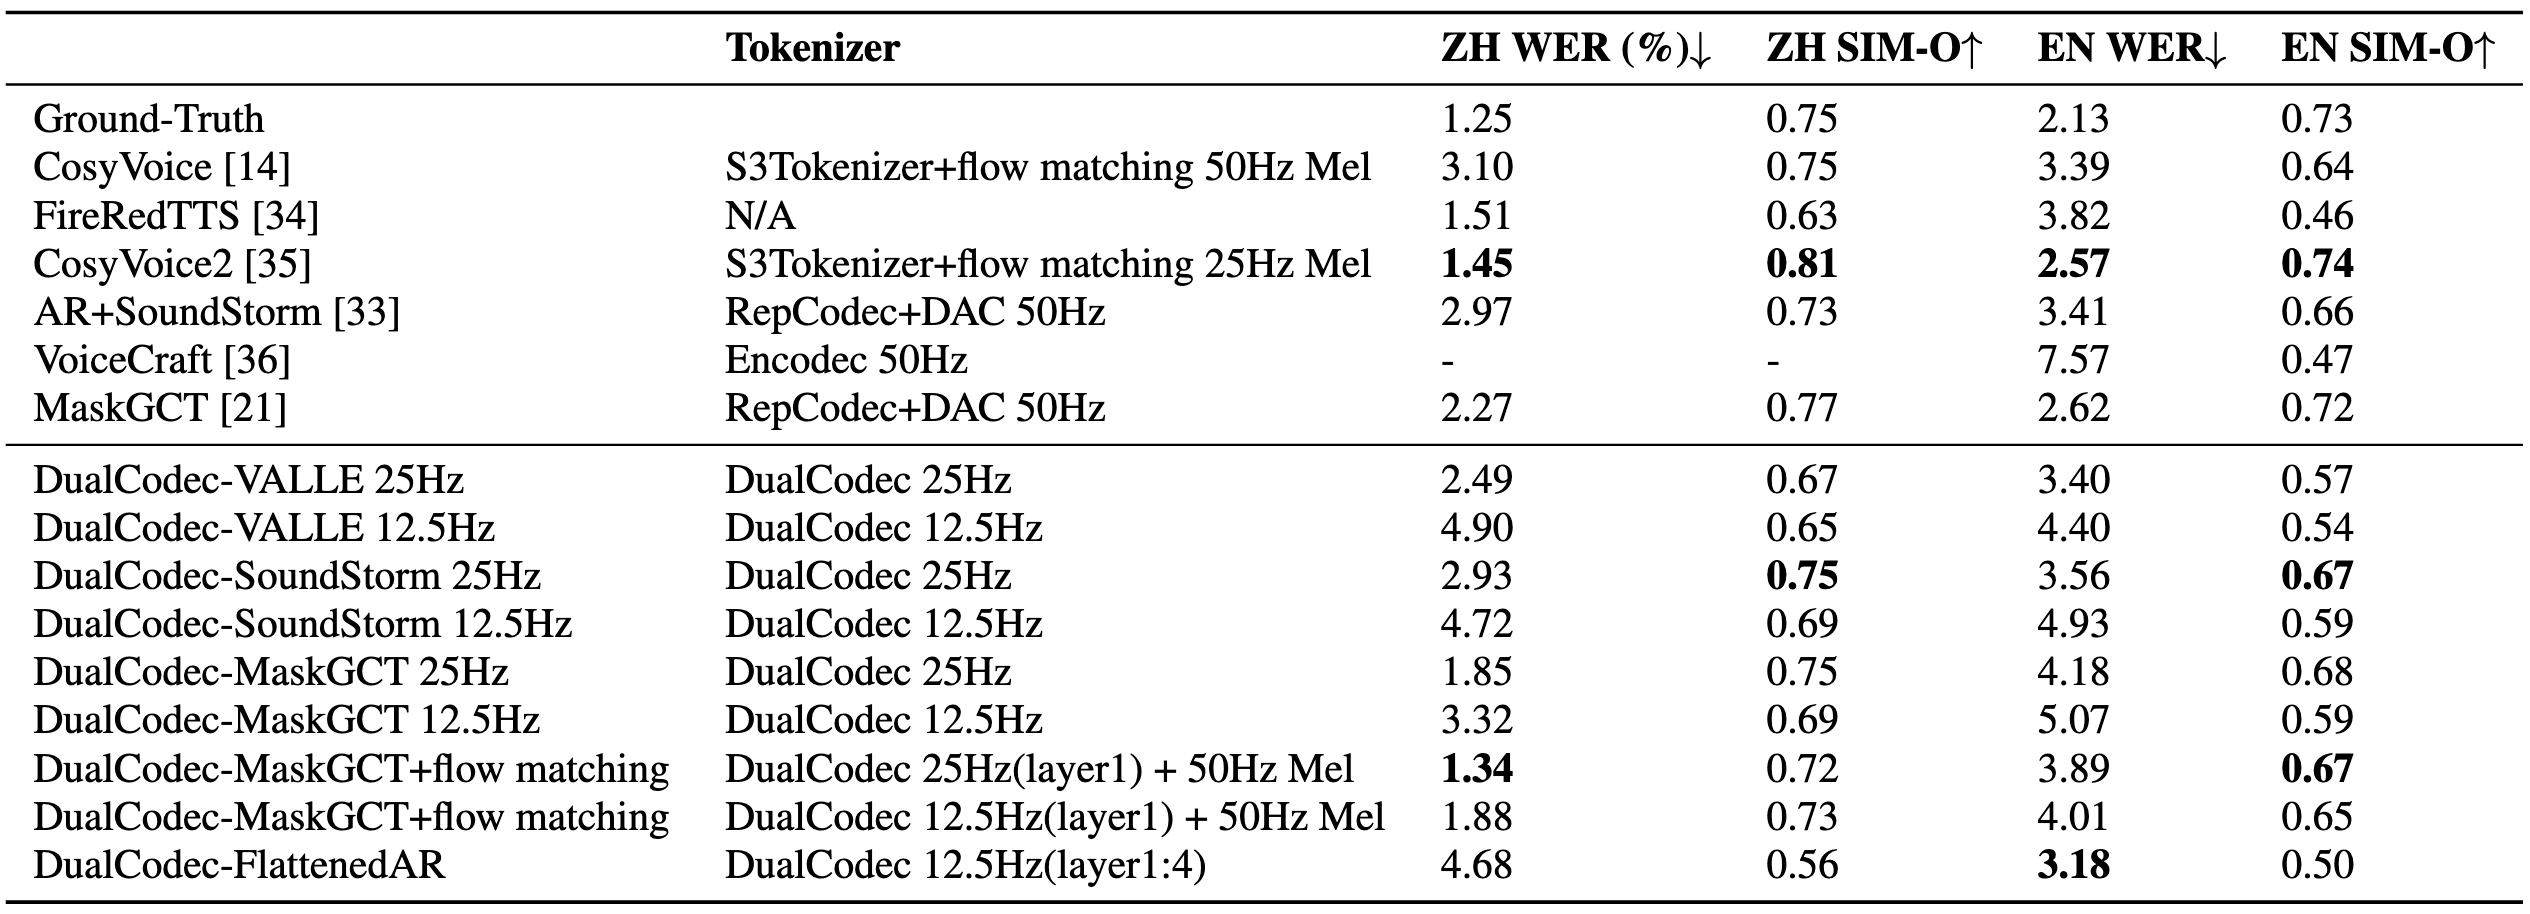 Tokenizer ZH WER (%)↓ ZH SIM-O↑ EN WER↓ EN SIM-O↑
Ground-Truth 1.25 0.75 2.13 0.73
CosyVoice [14] S3Tokenizer+flow matching 50Hz Mel 3.10 0.75 3.39 0.64
FireRedTTS [34] N/A 1.51 0.63 3.82 0.46
CosyVoice2 [35] S3Tokenizer+flow matching 25Hz Mel 1.45 0.81 2.57 0.74
AR+SoundStorm [33] RepCodec+DAC 50Hz 2.97 0.73 3.41 0.66
VoiceCraft [36] Encodec 50Hz - - 7.57 0.47
MaskGCT [21] RepCodec+DAC 50Hz 2.27 0.77 2.62 0.72
DualCodec-VALLE 25Hz DualCodec 25Hz 2.49 0.67 3.40 0.57
DualCodec-VALLE 12.5Hz DualCodec 12.5Hz 4.90 0.65 4.40 0.54
DualCodec-SoundStorm 25Hz DualCodec 25Hz 2.93 0.75 3.56 0.67
DualCodec-SoundStorm 12.5Hz DualCodec 12.5Hz 4.72 0.69 4.93 0.59
DualCodec-MaskGCT 25Hz DualCodec 25Hz 1.85 0.75 4.18 0.68
DualCodec-MaskGCT 12.5Hz DualCodec 12.5Hz 3.32 0.69 5.07 0.59
DualCodec-MaskGCT+flow matching DualCodec 25Hz(layer1) + 50Hz Mel 1.34 0.72 3.89 0.67
DualCodec-MaskGCT+flow matching DualCodec 12.5Hz(layer1) + 50Hz Mel 1.88 0.73 4.01 0.65
DualCodec-FlattenedAR DualCodec 12.5Hz(layer1:4) 4.68 0.56 3.18 0.50